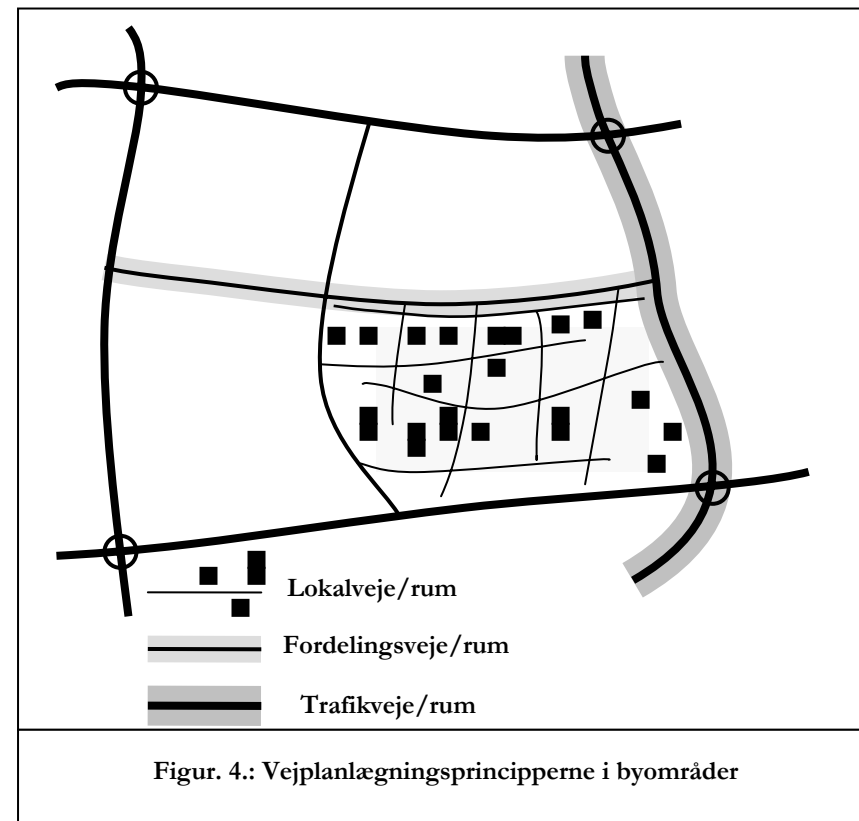 Lokalveje/rum
Fordelingsveje/rum
Trafikveje/rum
Figur. 4.: Vejplanlægningsprincipperne i byområder